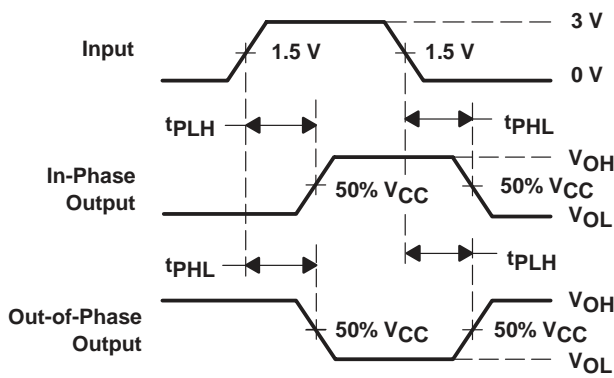 3 V
Input
1.5 V
1.5 V
0 V
tPLH
tPHL
VOH
In-Phase
Output
50% VCC
50% VCC
VOL
tPHL
tPLH
VOH
Out-of-Phase
Output
50% VCC
50% VCC
VOL